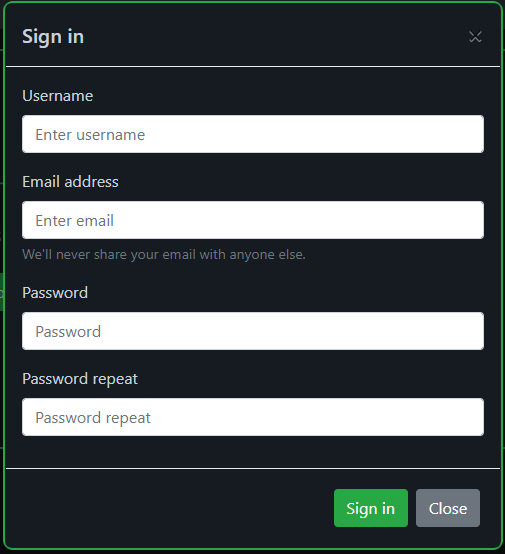 Sign in
Username
Enter username
Email address
Enter email
We'll never share your email with anyone else.
Password
Password
Password repeat
Password repeat
Sign in Close